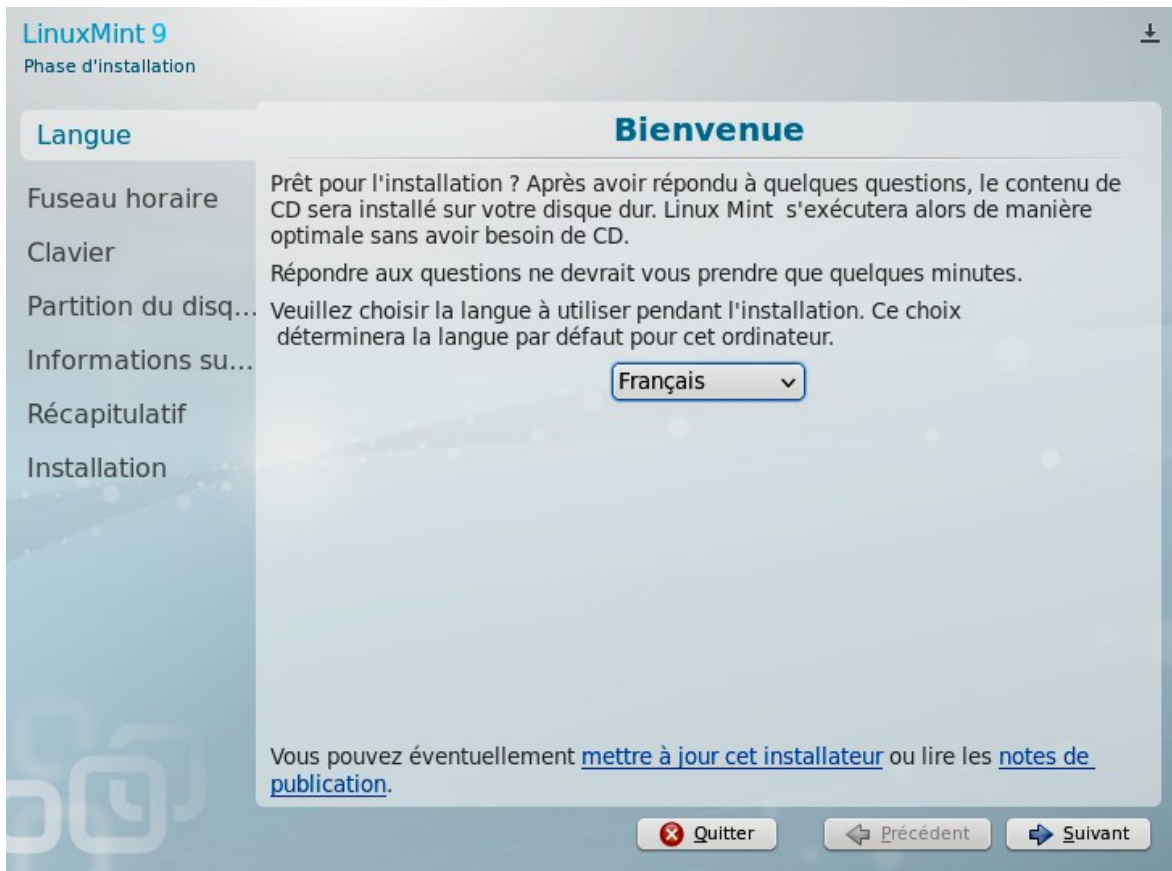 LinuxMint 9
Phase d'installation
Langue
Fuseau horaire
Clavier
Partition du disq...
Informations su...
Récapitulatif
Installation
Bienvenue
Prêt pour l'installation ? Après avoir répondu à quelques questions, le contenu de
CD sera installé sur votre disque dur. Linux Mint s'exécutera alors de manière
optimale sans avoir besoin de CD.
Répondre aux questions ne devrait vous prendre que quelques minutes.
Veuillez choisir la langue à utiliser pendant l'installation. Ce choix
déterminera la langue par défaut pour cet ordinateur.
Français
Vous pouvez éventuellement mettre à jour cet installateur ou lire les notes de
publication.
Quitter
Précédent
Suivant